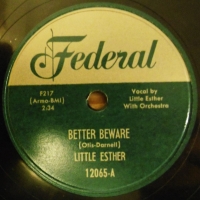 Federal
F217
(Armo-BMI)
2:34
Vocal by
Little Esther
With Orchestra
BETTER BEWARE
(Otis-Darnell)
LITTLE ESTHER
12065-A